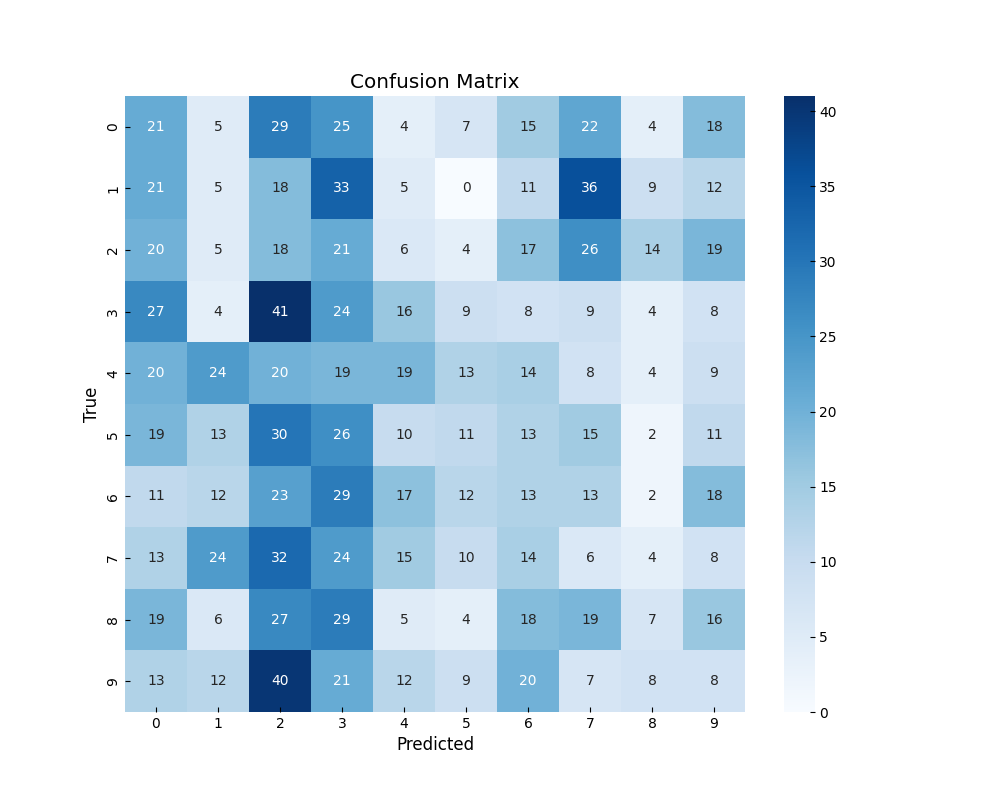 Confusion Matrix
0 21 5 29 25 4 7 15 22 4 18
1 21 5 18 33 5 0 11 36 9 12
2 20 5 18 21 6 4 17 26 14 19
3 27 4 41 24 16 9 8 9 4 8
4 20 24 20 19 19 13 14 8 4 9
5 19 13 30 26 10 11 13 15 2 11
6 11 12 23 29 17 12 13 13 2 18
7 13 24 32 24 15 10 14 6 4 8
8 19 6 27 29 5 4 18 19 7 16
9 13 12 40 21 12 9 20 7 8 8
0 1 2 3 4 5 6 7 8 9
Predicted
True
40
35
30
25
20
15
10
5
0